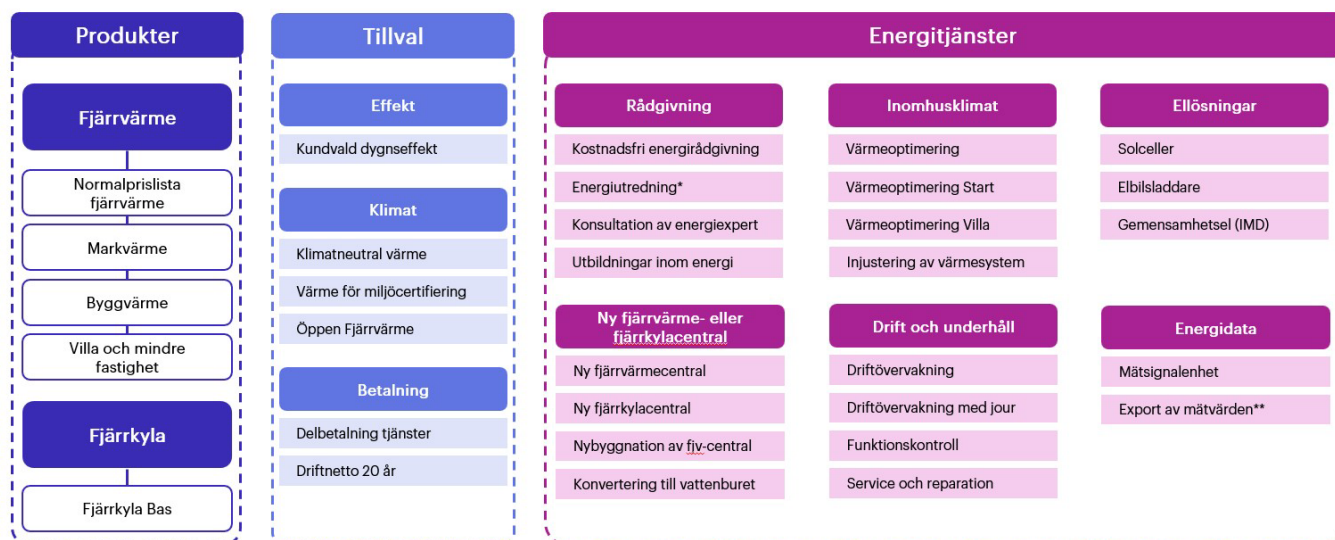 Produkter
Fjärrvärme
Normalprislista
fjärrvärme
Markvärme
Byggvärme
Villa och mindre
fastighet
Fjärrkyla
Fjärrkyla Bas
Tillval
Effekt
Kundvald dygnseffekt
Klimat
Klimatneutral värme
Värme för miljöcertifiering
Öppen Fjärrvärme
Betalning
Delbetalning tjänster
Driftnetto 20 år
Energitjänster
Rådgivning
Kostnadsfri energirådgivning
Energiutredning*
Konsultation av energiexpert
Utbildningar inom energi
Inomhusklimat
Värmeoptimering
Värmeoptimering Start
Värmeoptimering Villa
Injustering av värmesystem
Ellösningar
Solceller
Elbilsladdare
Gemensamhetsel (IMD)
Ny fjärrvärme- eller
fjärrkylacentral
Ny fjärrvärmecentral
Ny fjärrkylacentral
Nybyggnation av fjv-central
Konvertering till vattenburet
Drift och underhåll
Driftövervakning
Driftövervakning med jour
Funktionskontroll
Service och reparation
Energidata
Mätsignalenhet
Export av mätvärden**